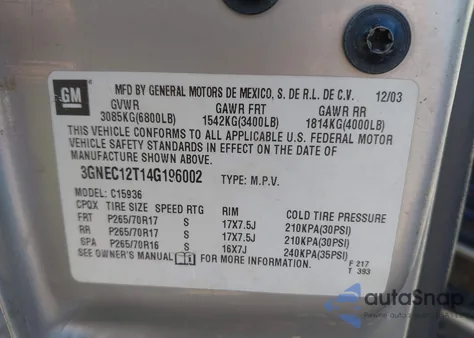 GM
MFD BY GENERAL MOTORS DE MEXICO, S. DE R.L. DE C.V. 12/03
GVWR GAWR FRT GAWR RR
3085KG(6800LB) 1542KG(3400LB) 1814KG(4000LB)
THIS VEHICLE CONFORMS TO ALL APPLICABLE U.S. FEDERAL MOTOR
VEHICLE SAFETY STANDARDS IN EFFECT ON THE DATE OF
MANUFACTURE SHOWN ABOVE.
3GNEC12T14G196002 TYPE: M.P.V.
MODEL: C15936
CPQX TIRE SIZE SPEED RTG RIM COLD TIRE PRESSURE
FRT P265/70R17 S 17X7.5J 210KPA(30PSI)
RR P265/70R17 S 17X7.5J 210KPA(30PSI)
SPA P265/70R16 S 16X7J 240KPA(35PSI)
SEE OWNER'S MANUAL FOR MORE INFORMATION.
F 217
T 393
autoSnap